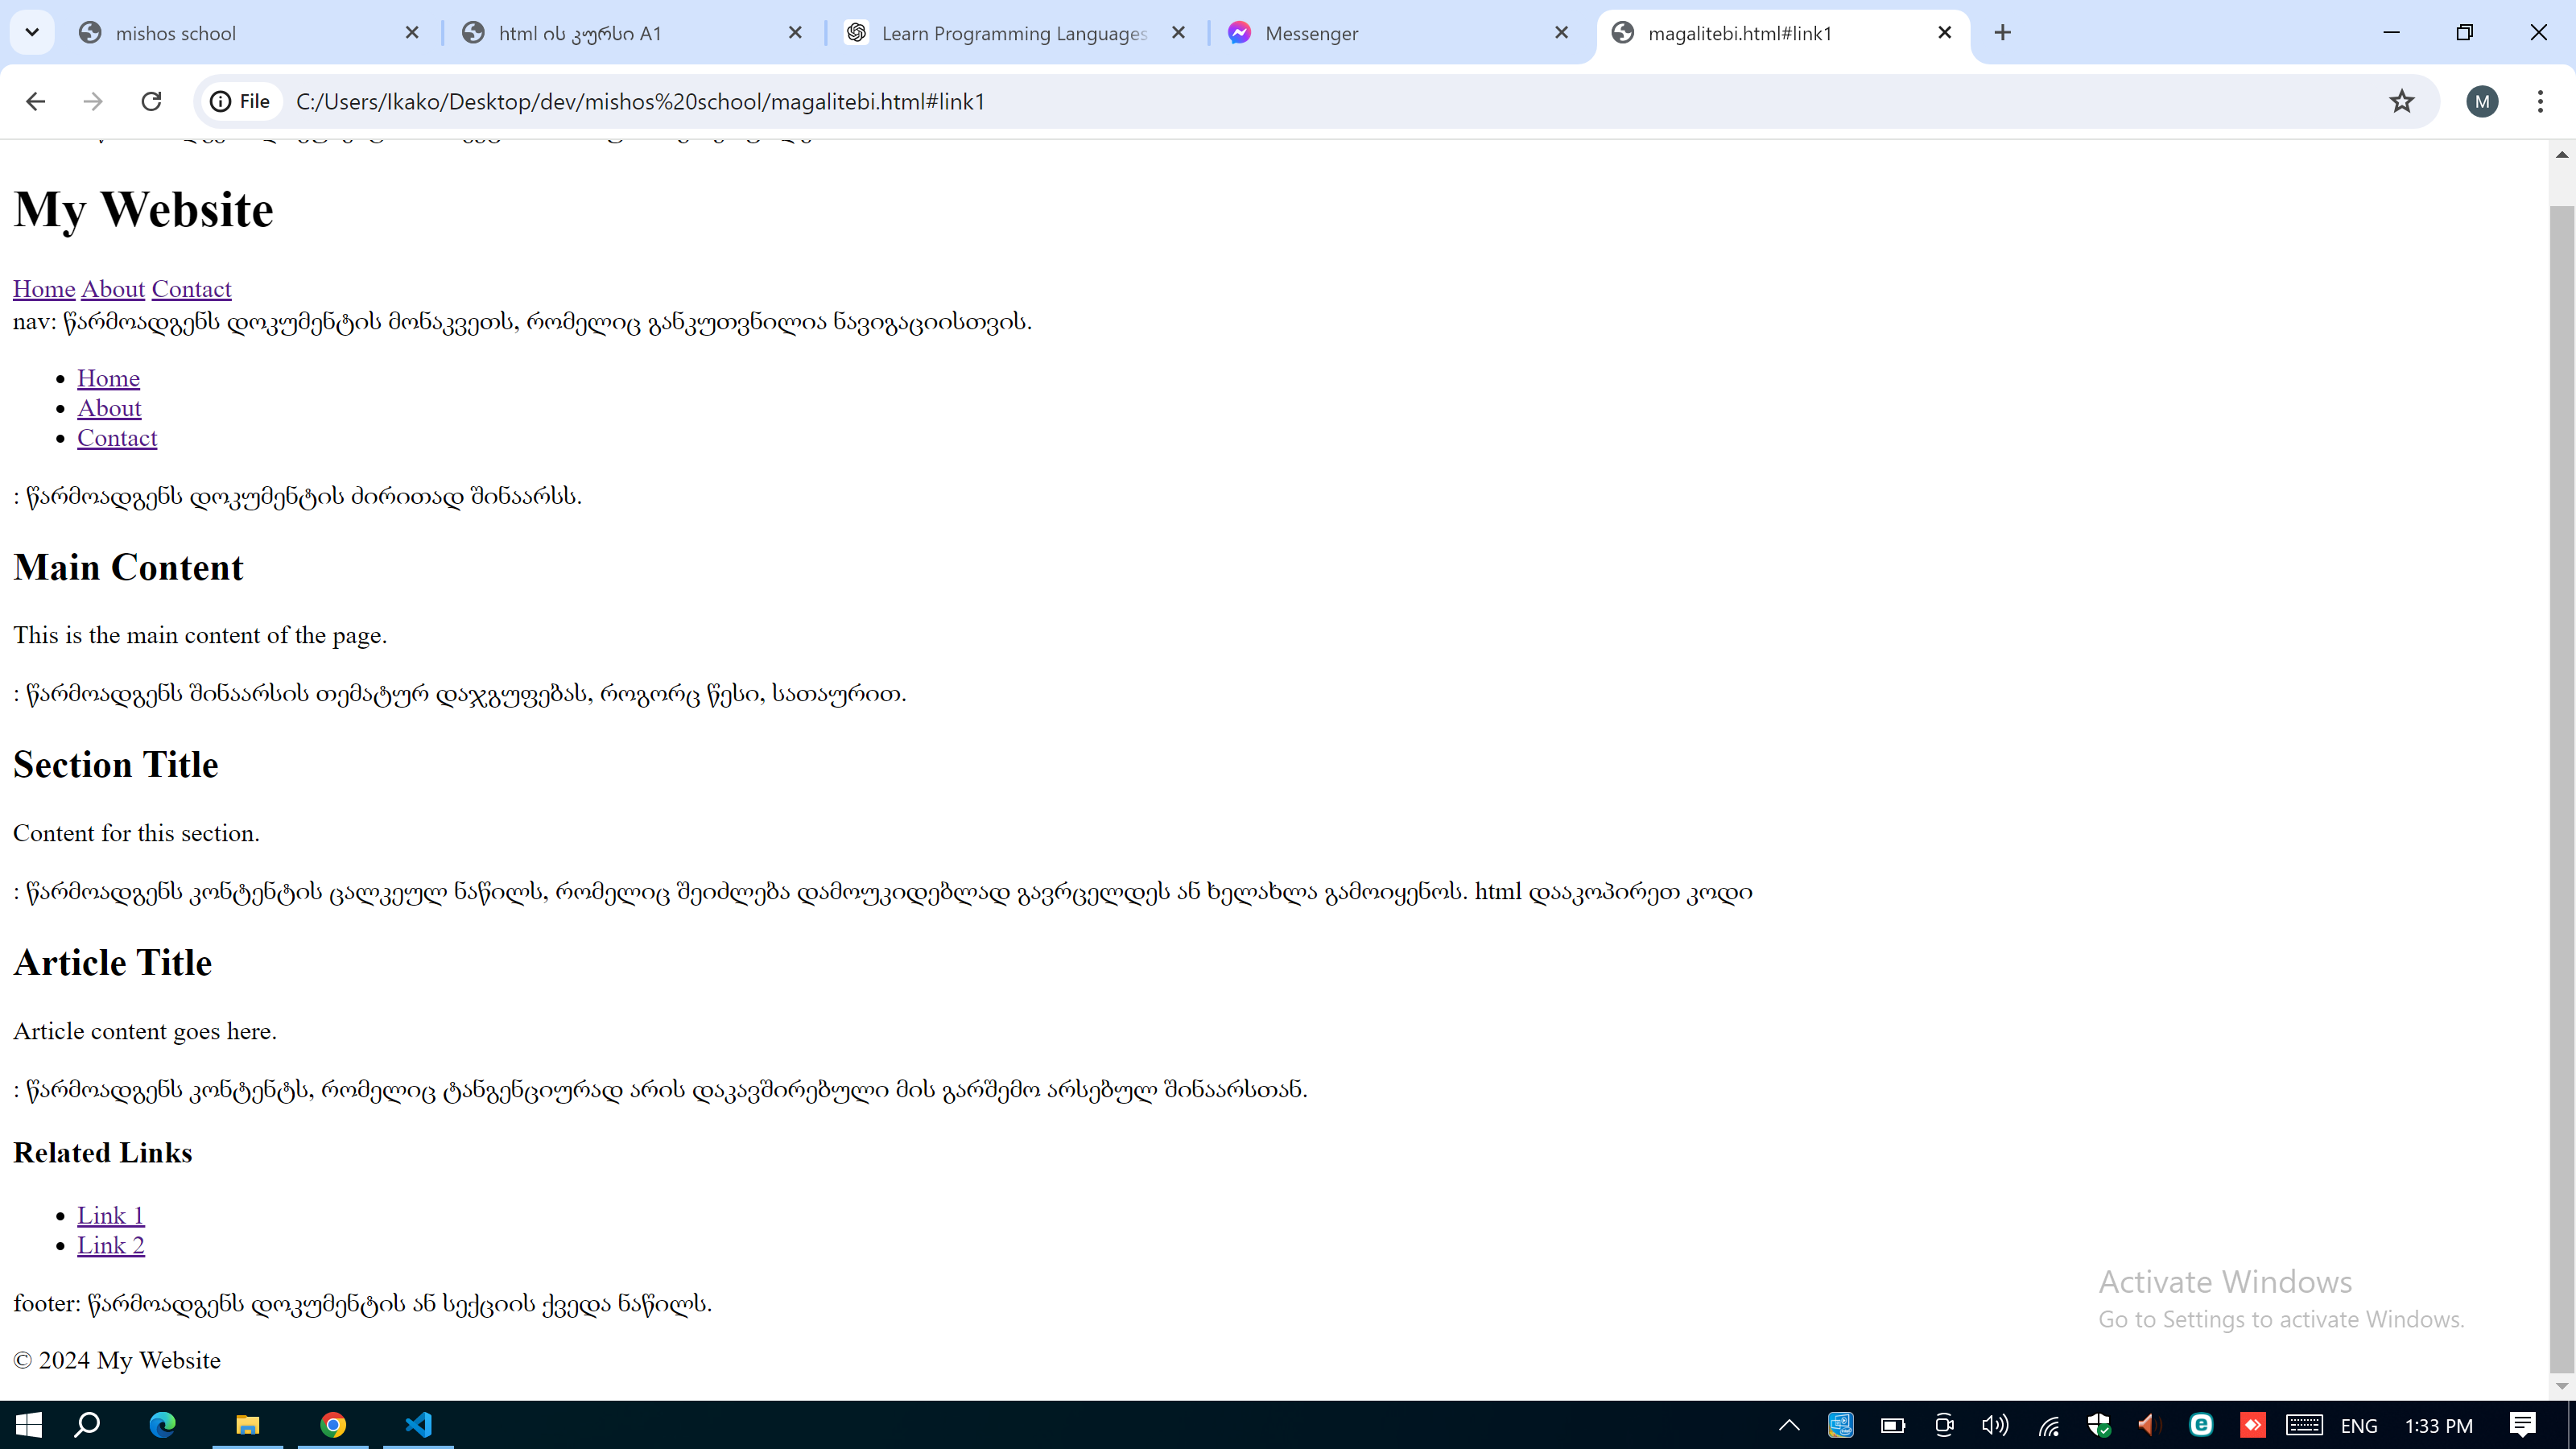 mishos school
html ის კურსი A1
Learn Programming Languages
Messenger
magalitebi.html#link1
File
C:/Users/Ikako/Desktop/dev/mishos%20school/magalitebi.html#link1
M
My Website
Home About Contact
nav: წარმოადგენს დოკუმენტის მონაკვეთს, რომელიც განკუთვნილია ნავიგაციისთვის.
Home
About
Contact
: წარმოადგენს დოკუმენტის ძირითად შინაარსს.
Main Content
This is the main content of the page.
: წარმოადგენს შინაარსის თემატურ დაჯგუფებას, როგორც წესი, სათაურით.
Section Title
Content for this section.
: წარმოადგენს კონტენტის ცალკეულ ნაწილს, რომელიც შეიძლება დამოუკიდებლად გავრცელდეს ან ხელახლა გამოიყენოს. html დააკოპირეთ კოდი
Article Title
Article content goes here.
: წარმოადგენს კონტენტს, რომელიც ტანგენციურად არის დაკავშირებული მის გარშემო არსებულ შინაარსთან.
Related Links
Link 1
Link 2
footer: წარმოადგენს დოკუმენტის ან სექციის ქვედა ნაწილს.
© 2024 My Website
Activate Windows
Go to Settings to activate Windows.
ENG
1:33 PM